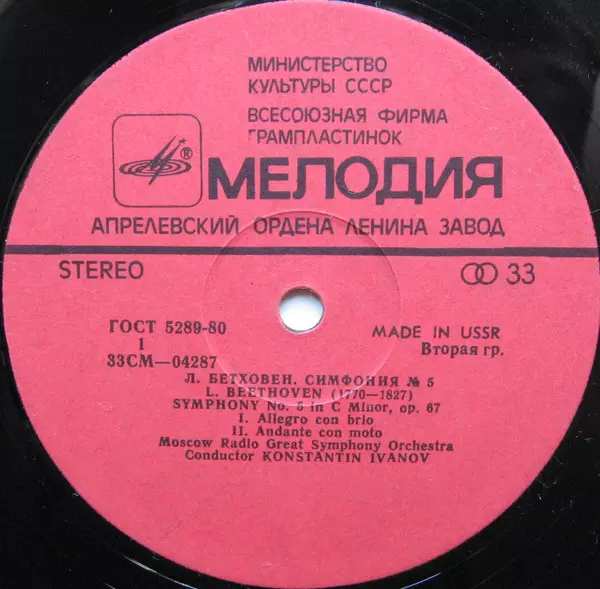 МИНИСТЕРСТВО
КУЛЬТУРЫ СССР
ВСЕСОЮЗНАЯ ФИРМА
ГРАМПЛАСТИНОК
®
МЕЛОДИЯ
АПРЕЛЕВСКИЙ ОРДЕНА ЛЕНИНА ЗАВОД
STEREO 33
ГОСТ 5289-80 MADE IN USSR
1 Вторая гр.
33СМ—04287
Л. БЕТХОВЕН. СИМФОНИЯ № 5
L. BEETHOVEN (1770—1827)
SYMPHONY No. 5 in C Minor, op. 67
I. Allegro con brio
II. Andante con moto
Moscow Radio Great Symphony Orchestra
Conductor KONSTANTIN IVANOV